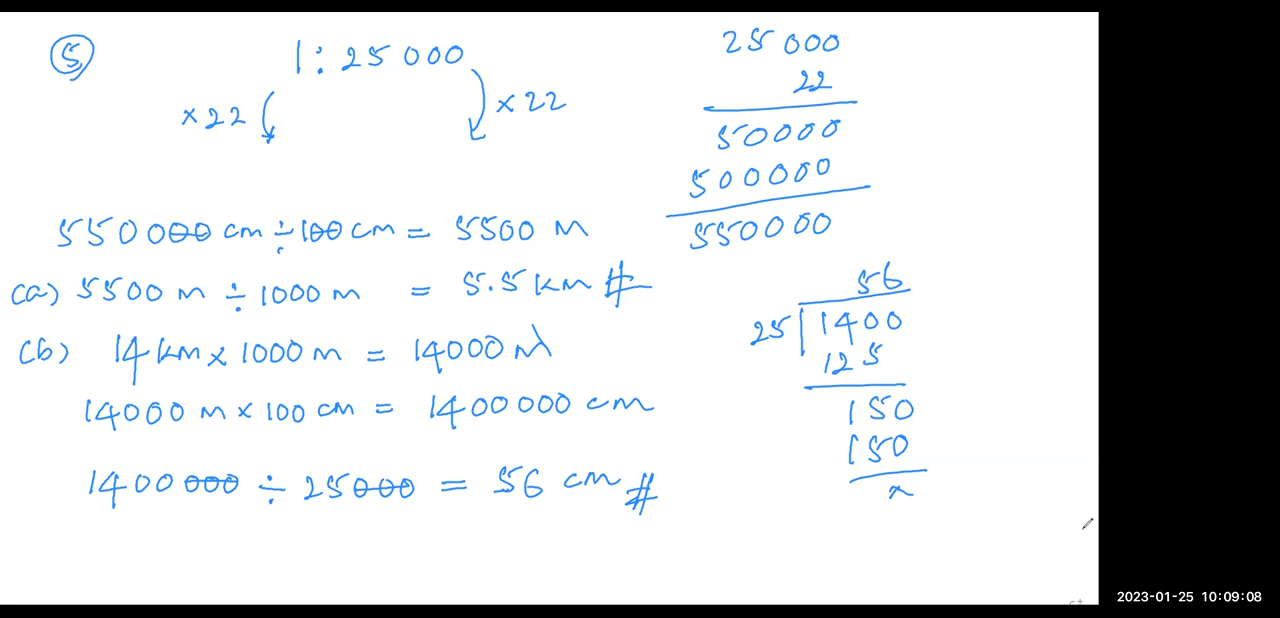 ⑤ 1 : 25 000
×22 ×22
550000 cm ÷ 100 cm = 5500 m
(a) 5500 m ÷ 1000 m = 5.5 km #
(b) 14 km × 1000 m = 14000 m
14000 m × 100 cm = 1400000 cm
1400 000 ÷ 25000 = 56 cm #
25 000
22
50000
500000
550000
56
25 1400
125
150
150
×
2023-01-25 10:09:08